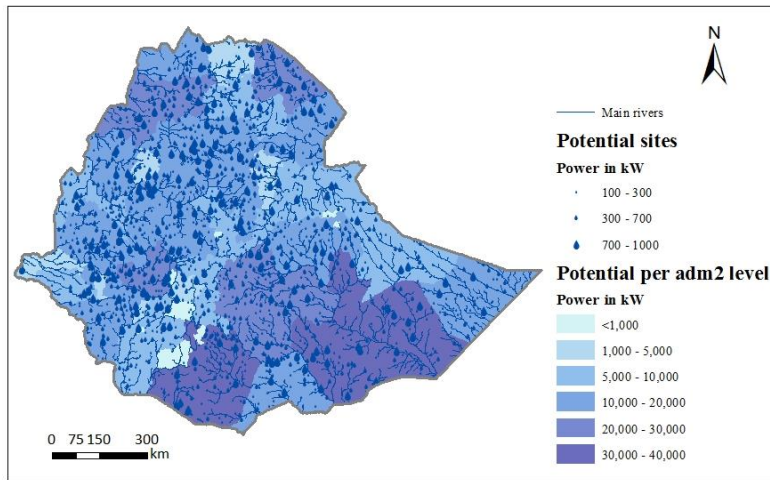 N
Main rivers
Potential sites
Power in kW
100 - 300
300 - 700
700 - 1000
Potential per adm2 level
Power in kW
<1,000
1,000 - 5,000
5,000 - 10,000
10,000 - 20,000
20,000 - 30,000
30,000 - 40,000
0 75 150 300
km